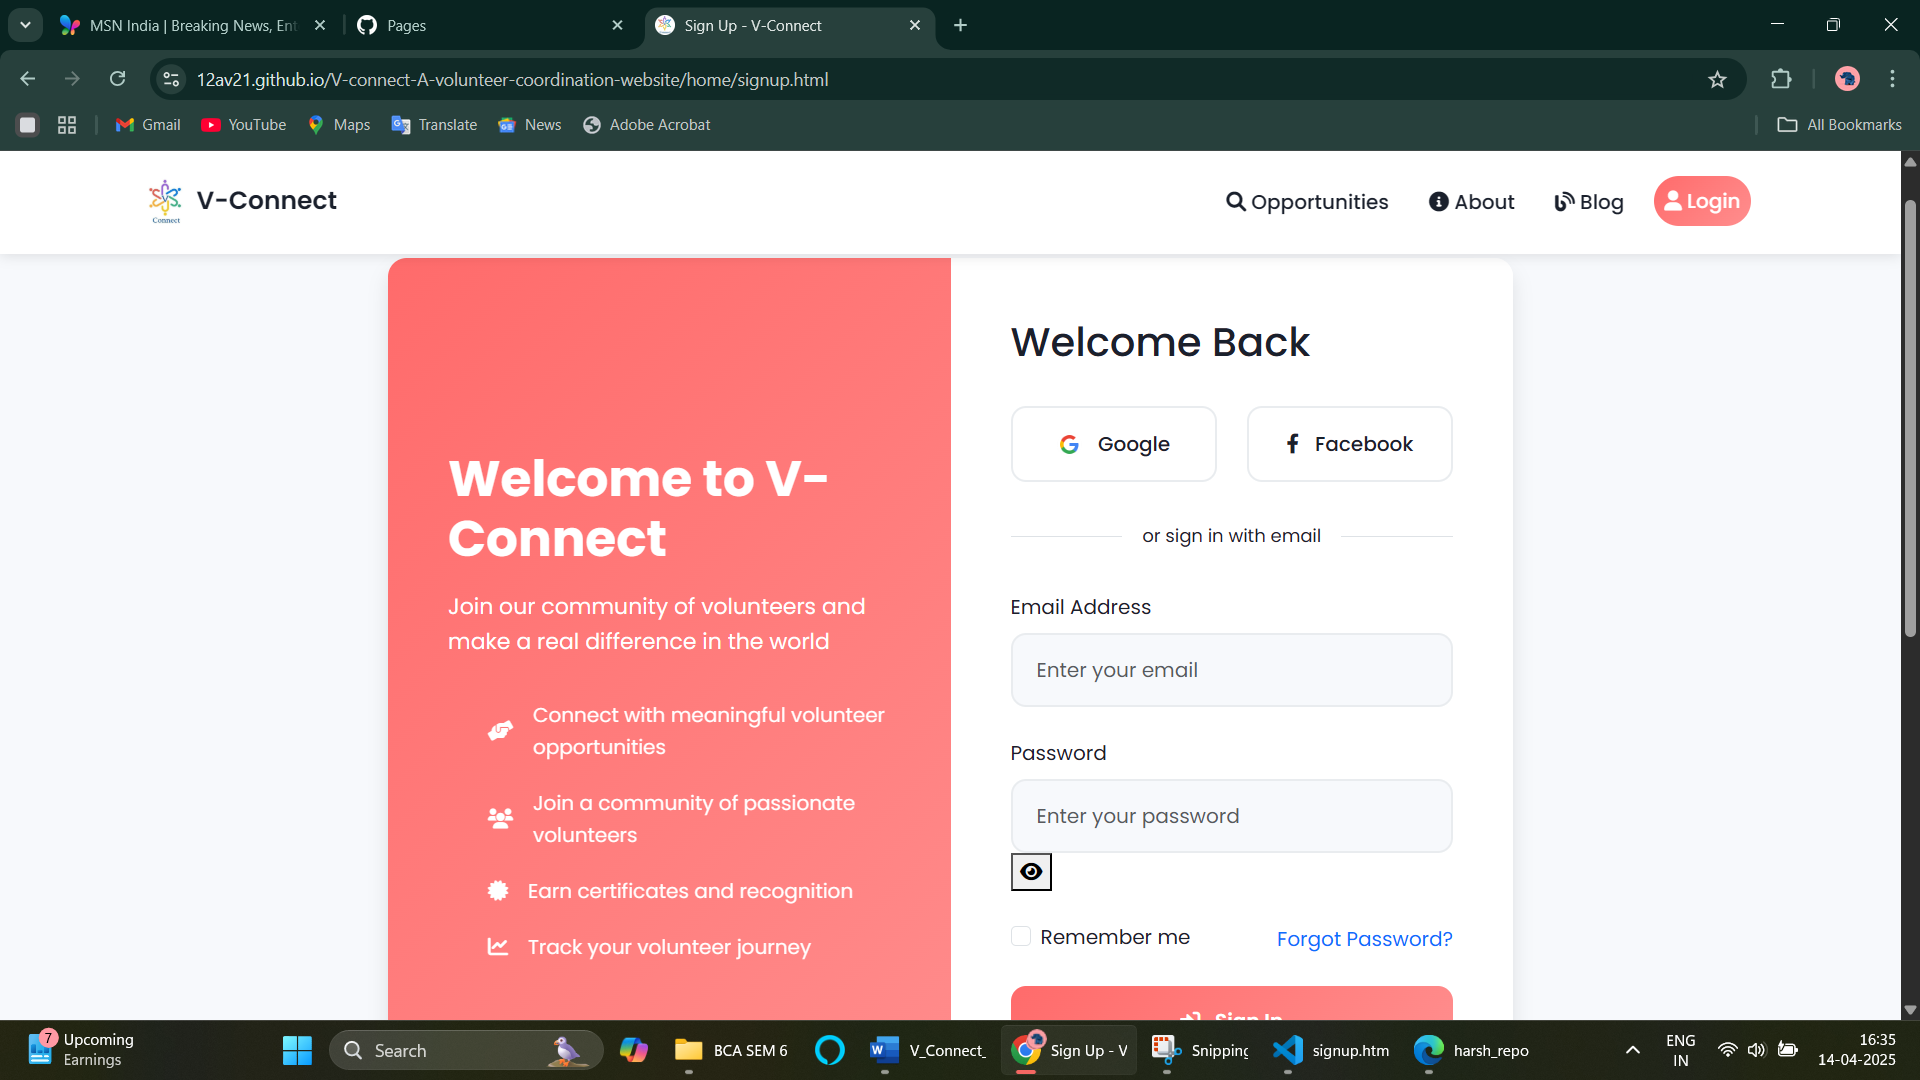 MSN India | Breaking News, Ent
Pages
Sign Up - V-Connect
12av21.github.io/V-connect-A-volunteer-coordination-website/home/signup.html
Gmail
YouTube
Maps
Translate
News
Adobe Acrobat
All Bookmarks
Connect
V-Connect
Opportunities
About
Blog
Login
Welcome to V-
Connect
Join our community of volunteers and
make a real difference in the world
Connect with meaningful volunteer
opportunities
Join a community of passionate
volunteers
Earn certificates and recognition
Track your volunteer journey
Welcome Back
Google
Facebook
or sign in with email
Email Address
Enter your email
Password
Enter your password
Remember me
Forgot Password?
Sign In
7
Upcoming
Earnings
Search
BCA SEM 6
V_Connect_
Sign Up - V
Snipping
signup.htm
harsh_repo
ENG
IN
16:35
14-04-2025